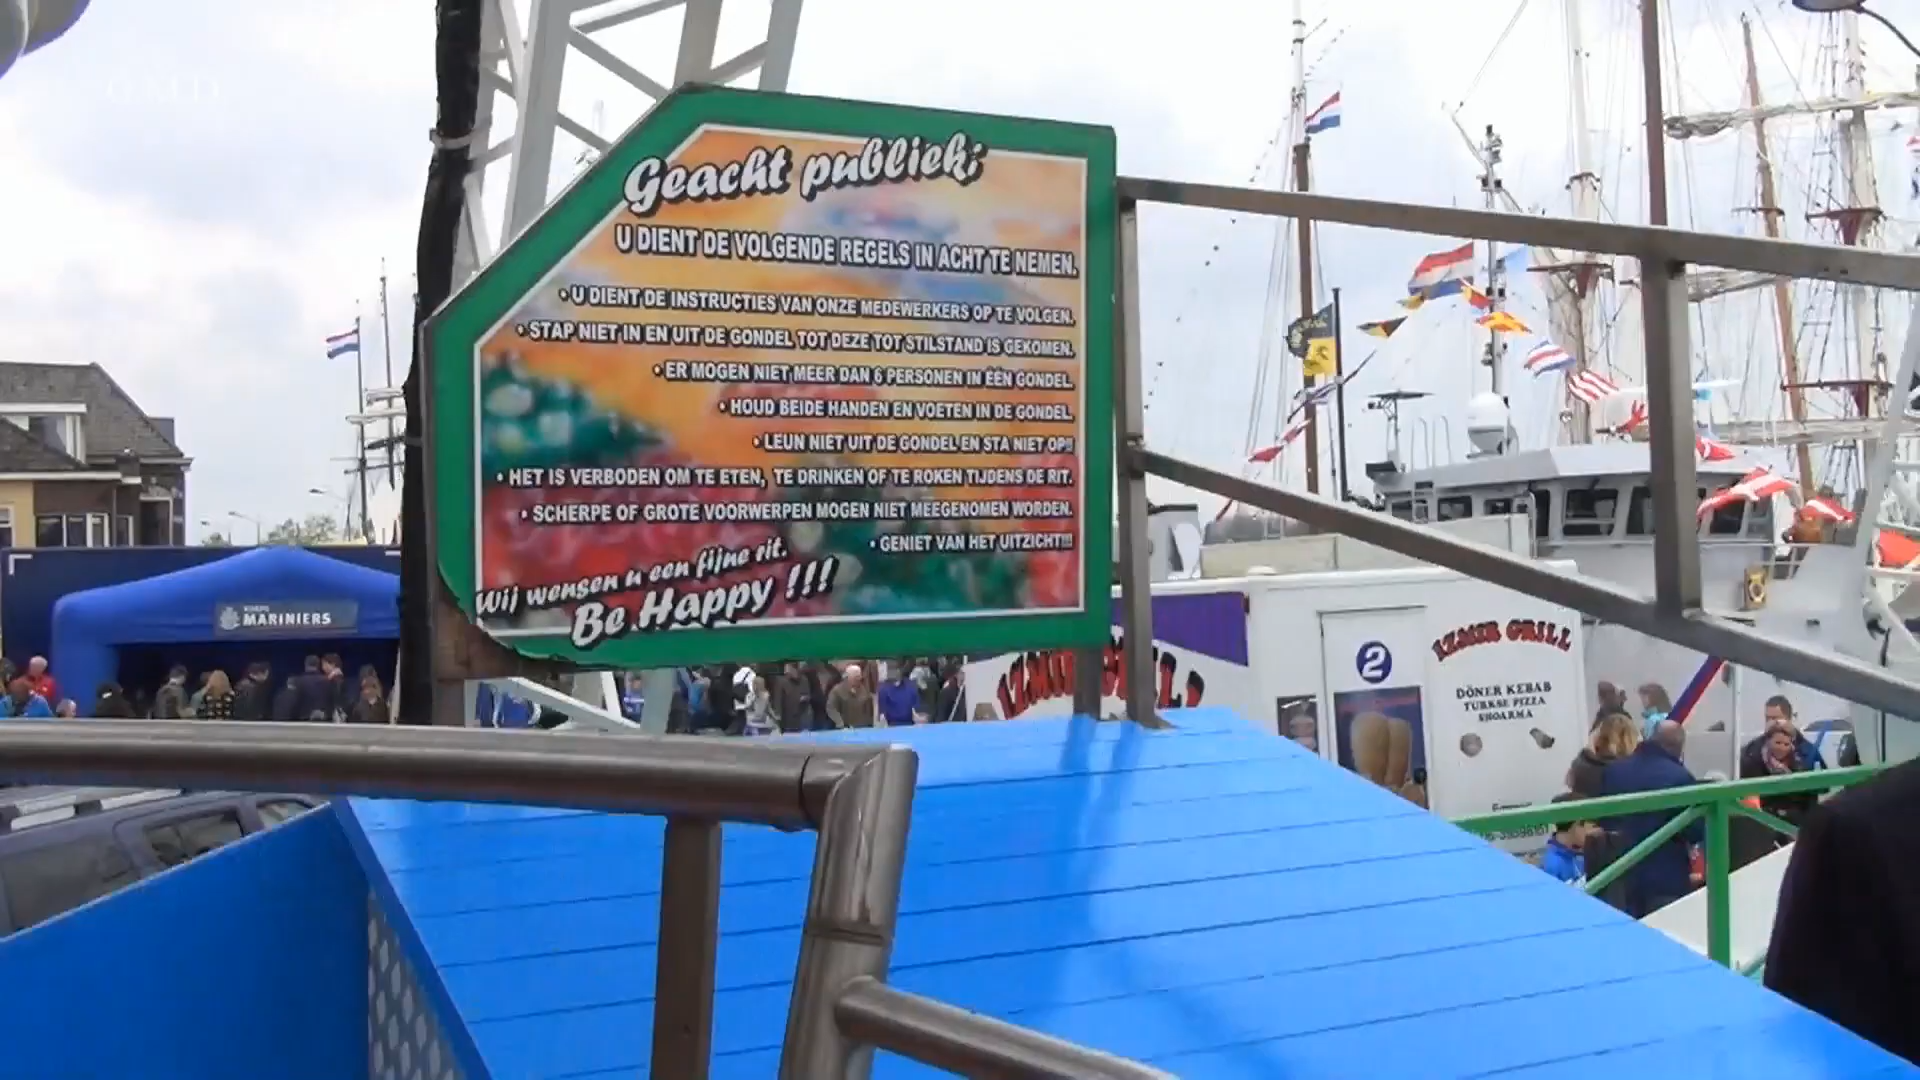 Geacht publiek;
U DIENT DE VOLGENDE REGELS IN ACHT TE NEMEN.
• U DIENT DE INSTRUCTIES VAN ONZE MEDEWERKERS OP TE VOLGEN.
• STAP NIET IN EN UIT DE GONDEL TOT DEZE TOT STILSTAND IS GEKOMEN.
• ER MOGEN NIET MEER DAN 6 PERSONEN IN ÉÉN GONDEL.
• HOUD BEIDE HANDEN EN VOETEN IN DE GONDEL.
• LEUN NIET UIT DE GONDEL EN STA NIET OP!!
• HET IS VERBODEN OM TE ETEN, TE DRINKEN OF TE ROKEN TIJDENS DE RIT.
• SCHERPE OF GROTE VOORWERPEN MOGEN NIET MEEGENOMEN WORDEN.
• GENIET VAN HET UITZICHT!!!
Wij wensen u een fijne rit.
Be Happy !!!
KORPS
MARINIERS
2
IZMIR GRILL
DÖNER KEBAB
TURKSE PIZZA
SHOARMA